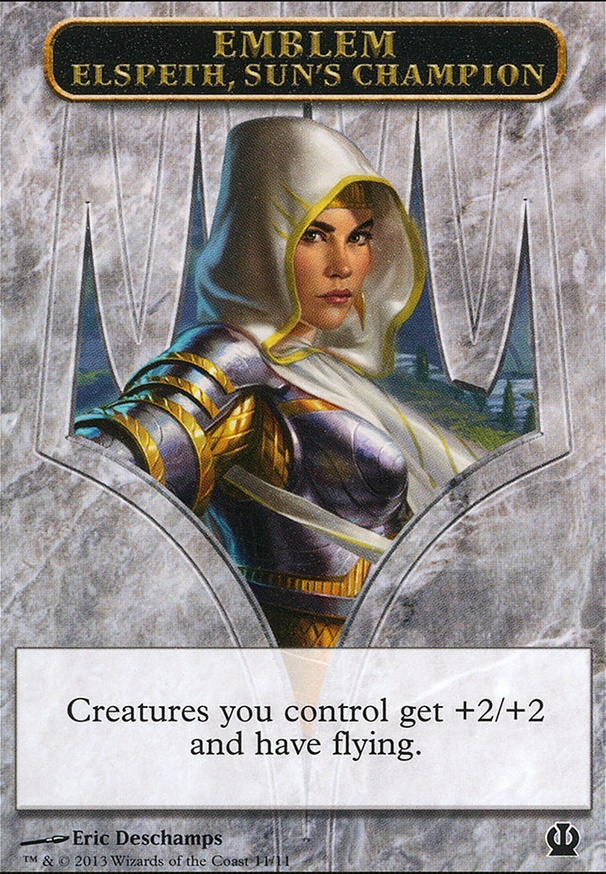 EMBLEM
ELSPETH, SUN'S CHAMPION
Creatures you control get +2/+2
and have flying.
Eric Deschamps
™ & © 2013 Wizards of the Coast 11/11